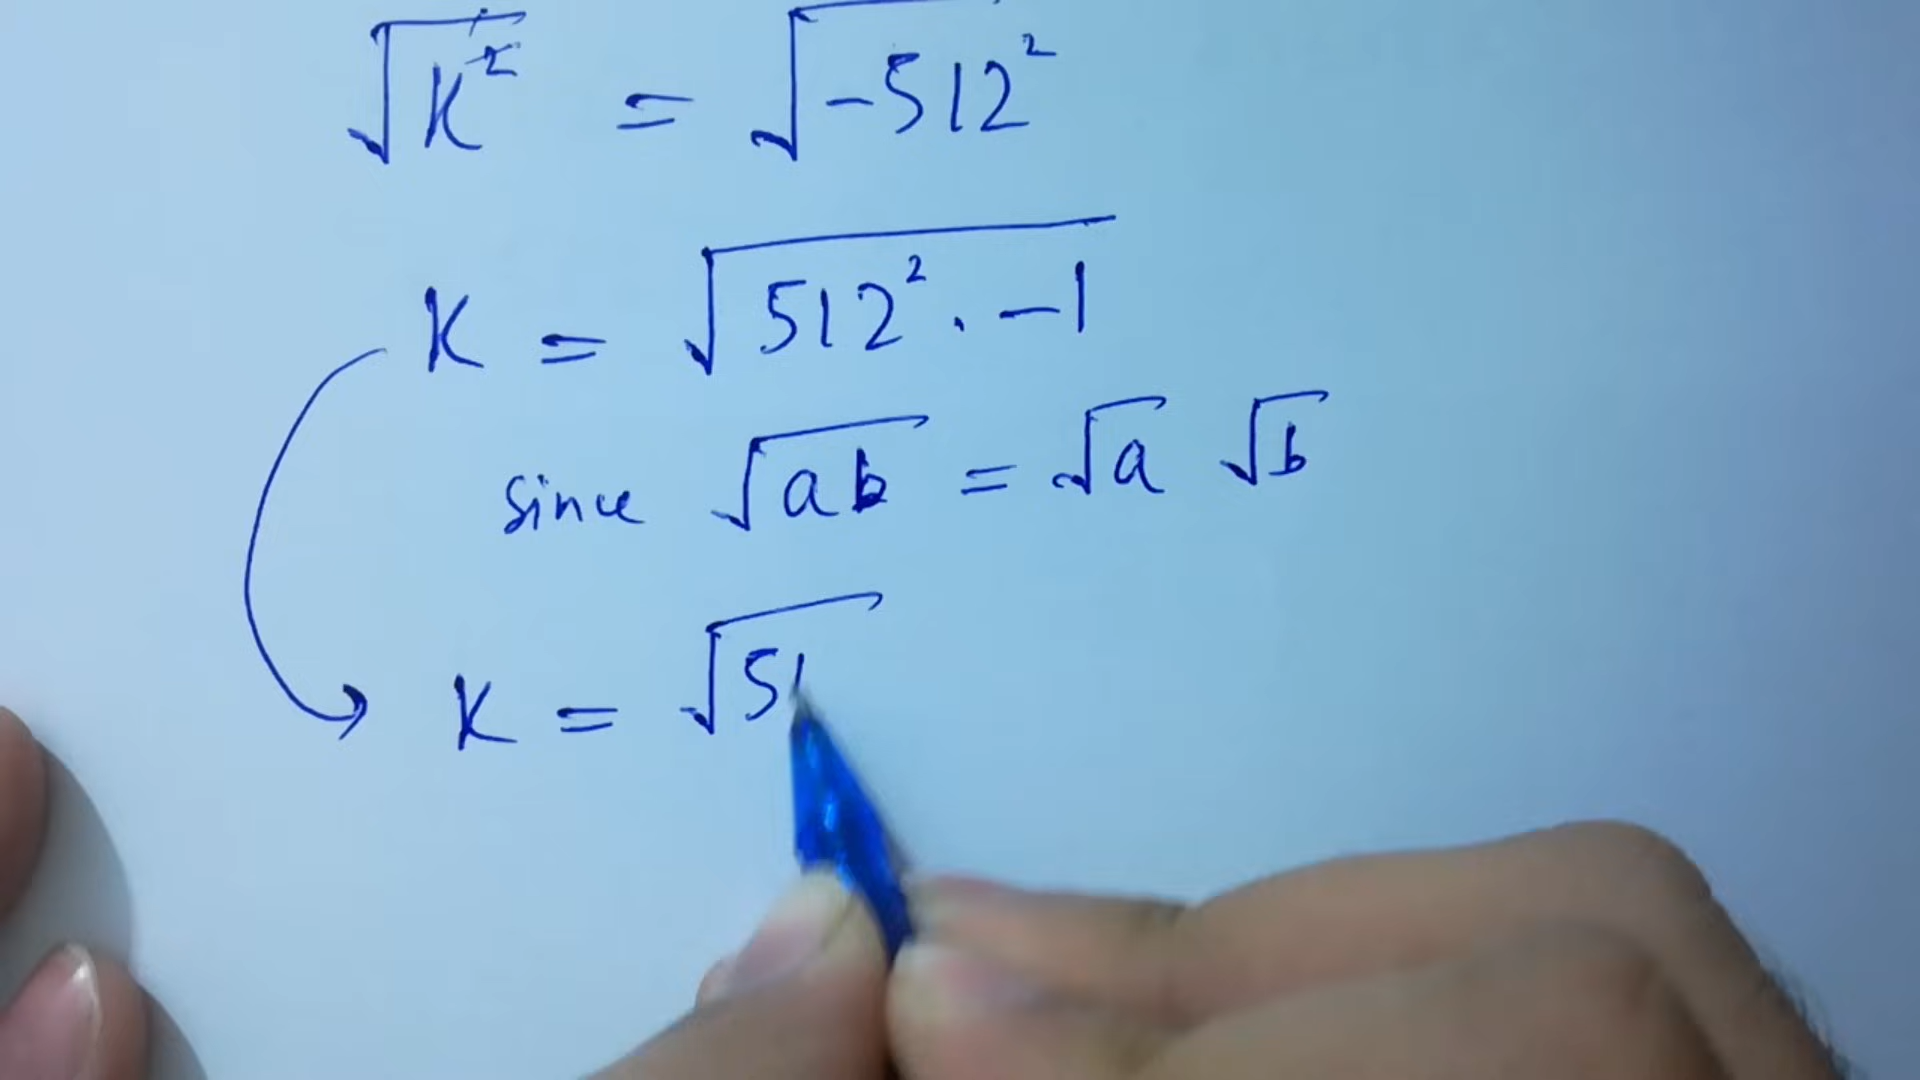 √K² = √-512²
K = √512² · -1
since √ab = √a √b
K = √51